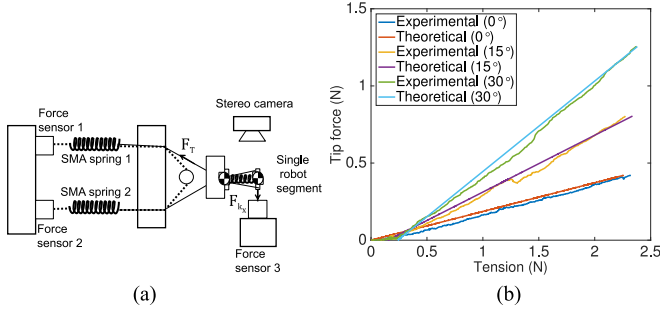 Force
sensor 1
SMA spring 1
SMA spring 2
Force
sensor 2
F_T
Stereo camera
Single
robot
segment
F_kx
Force
sensor 3
(a)
Tip force (N)
1.5
1
0.5
0
Experimental (0°)
Theoretical (0°)
Experimental (15°)
Theoretical (15°)
Experimental (30°)
Theoretical (30°)
0 0.5 1 1.5 2 2.5
Tension (N)
(b)